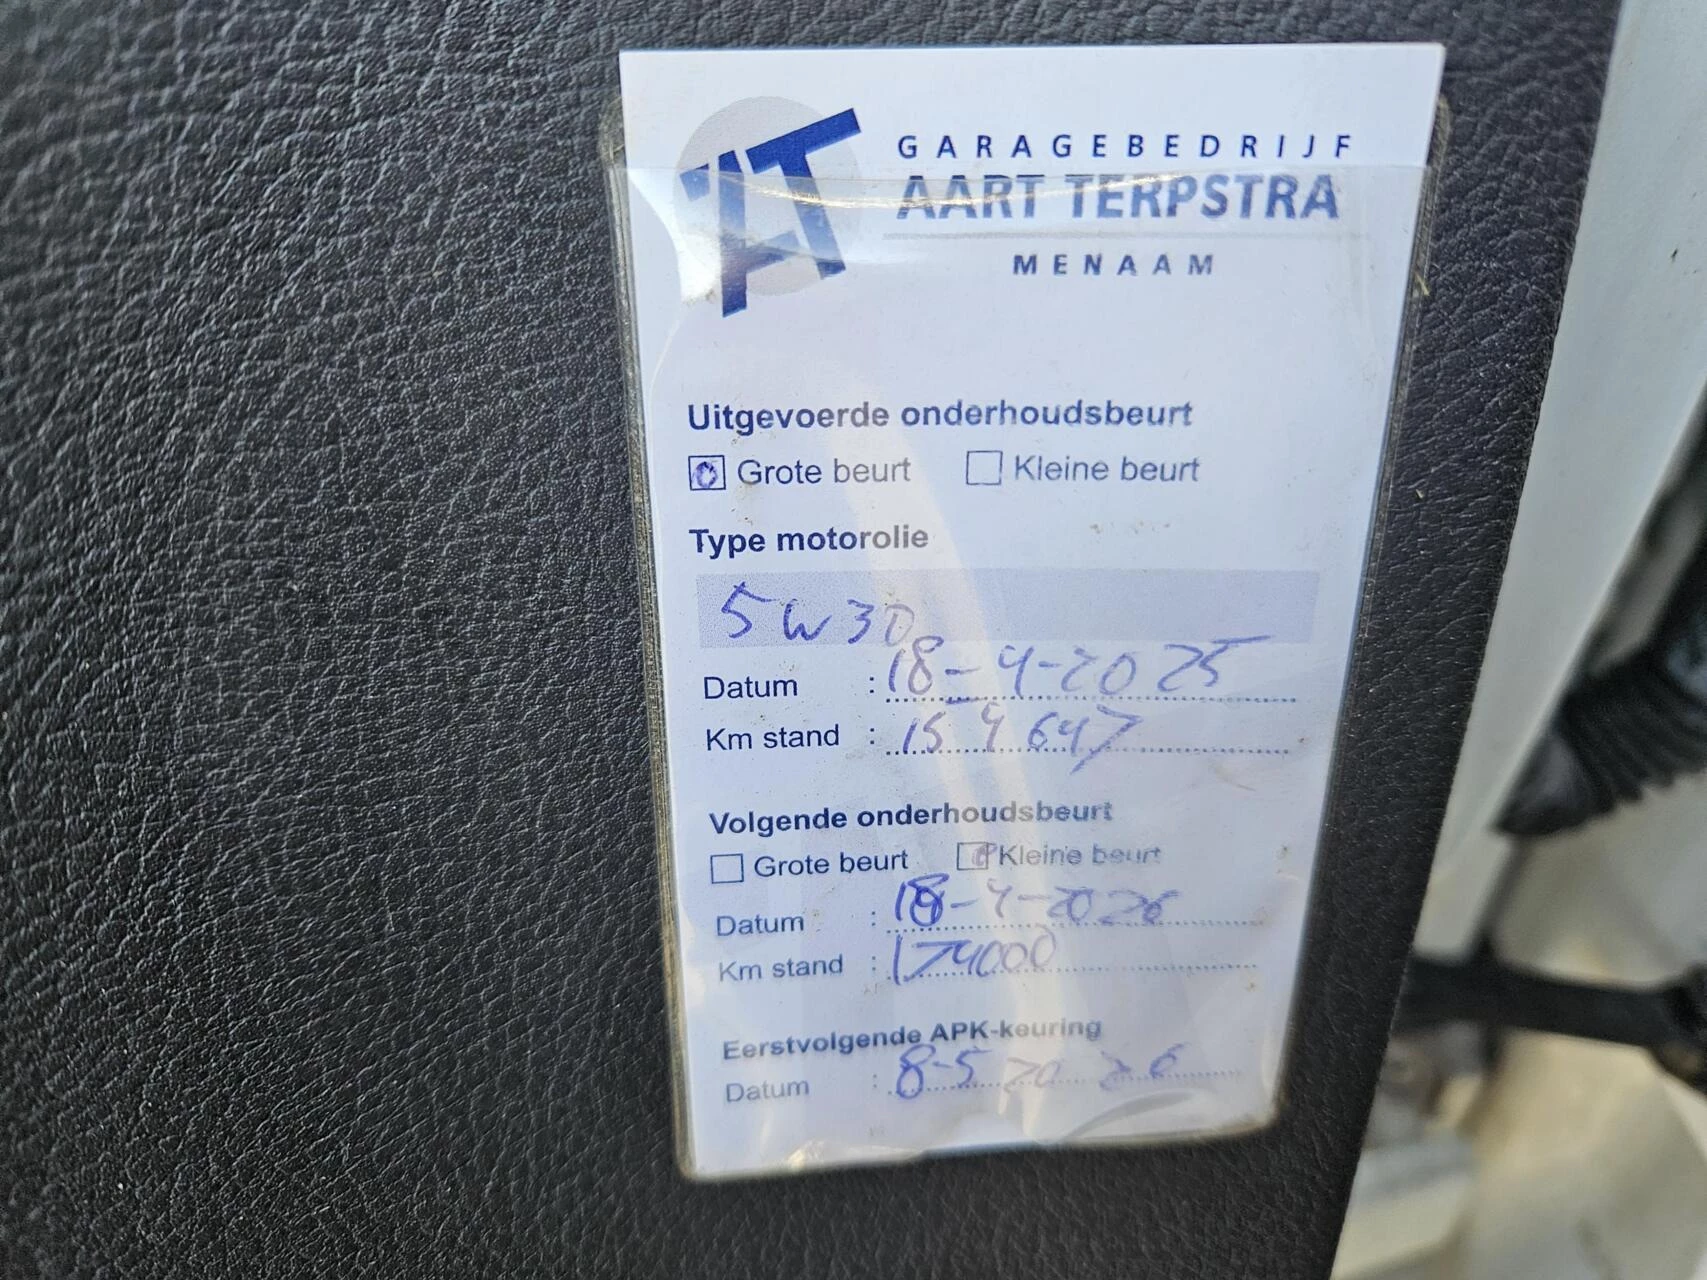 AT
GARAGEBEDRIJF
AART TERPSTRA
MENAAM
Uitgevoerde onderhoudsbeurt
Grote beurt Kleine beurt
Type motorolie
5W30
Datum : 18-4-2025
Km stand : 154647
Volgende onderhoudsbeurt
Grote beurt Kleine beurt
Datum : 18-4-2026
Km stand : 174000
Eerstvolgende APK-keuring
Datum : 8-5 2026